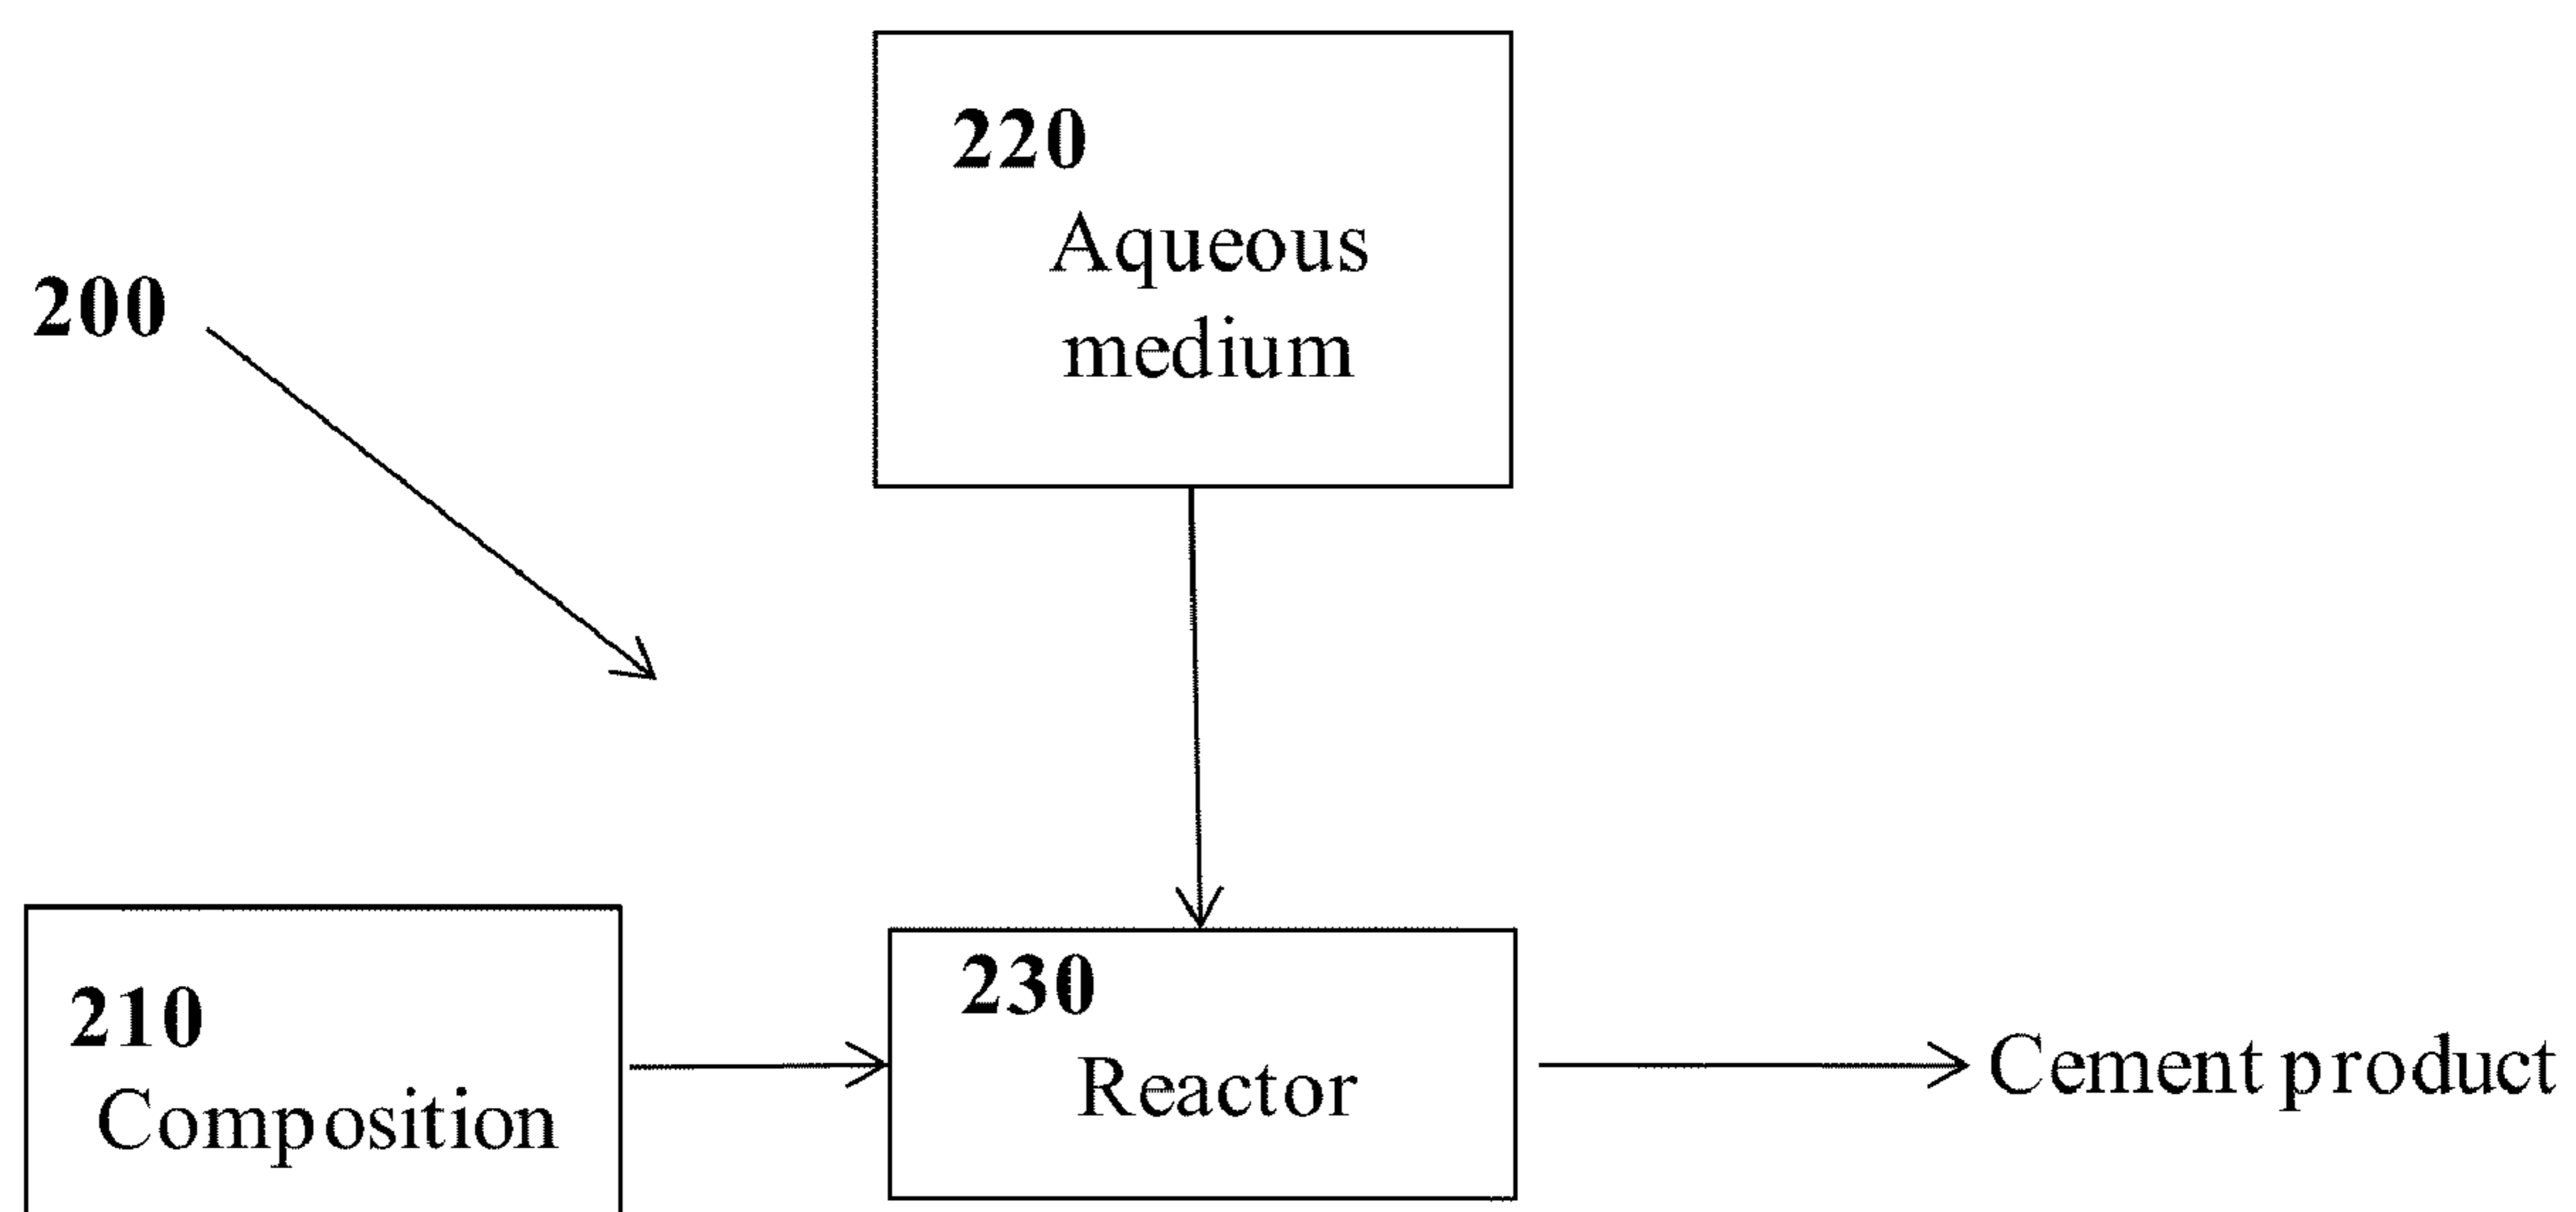 220
Aqueous
medium
200
210
Composition
230
Reactor
Cement product